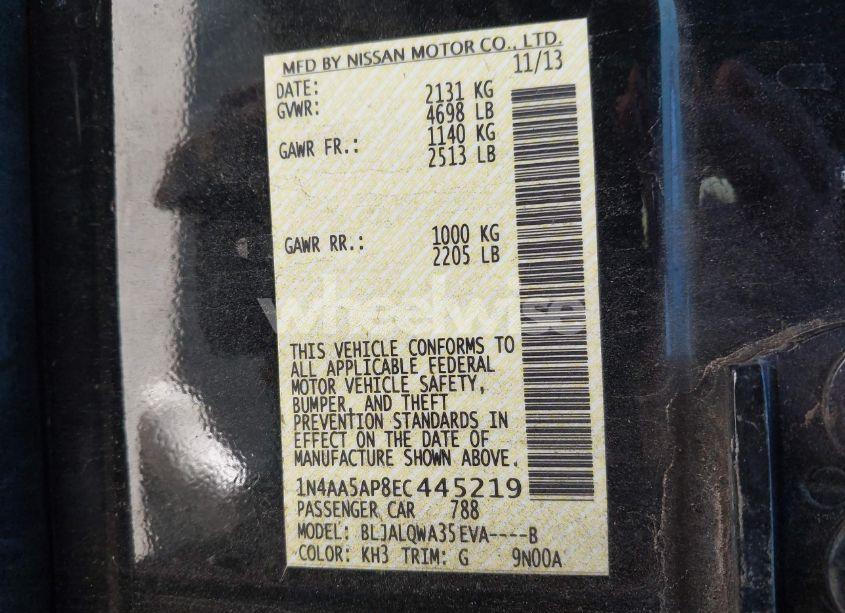 MFD BY NISSAN MOTOR CO., LTD.
DATE: 11/13
GVWR: 2131 KG
4698 LB
GAWR FR.: 1140 KG
2513 LB
GAWR RR.: 1000 KG
2205 LB
wheelwise
THIS VEHICLE CONFORMS TO
ALL APPLICABLE FEDERAL
MOTOR VEHICLE SAFETY,
BUMPER, AND THEFT
PREVENTION STANDARDS IN
EFFECT ON THE DATE OF
MANUFACTURE SHOWN ABOVE.
1N4AA5AP8EC445219
PASSENGER CAR 788
MODEL: BLJALQWA35EVA----B
COLOR: KH3 TRIM: G 9N00A